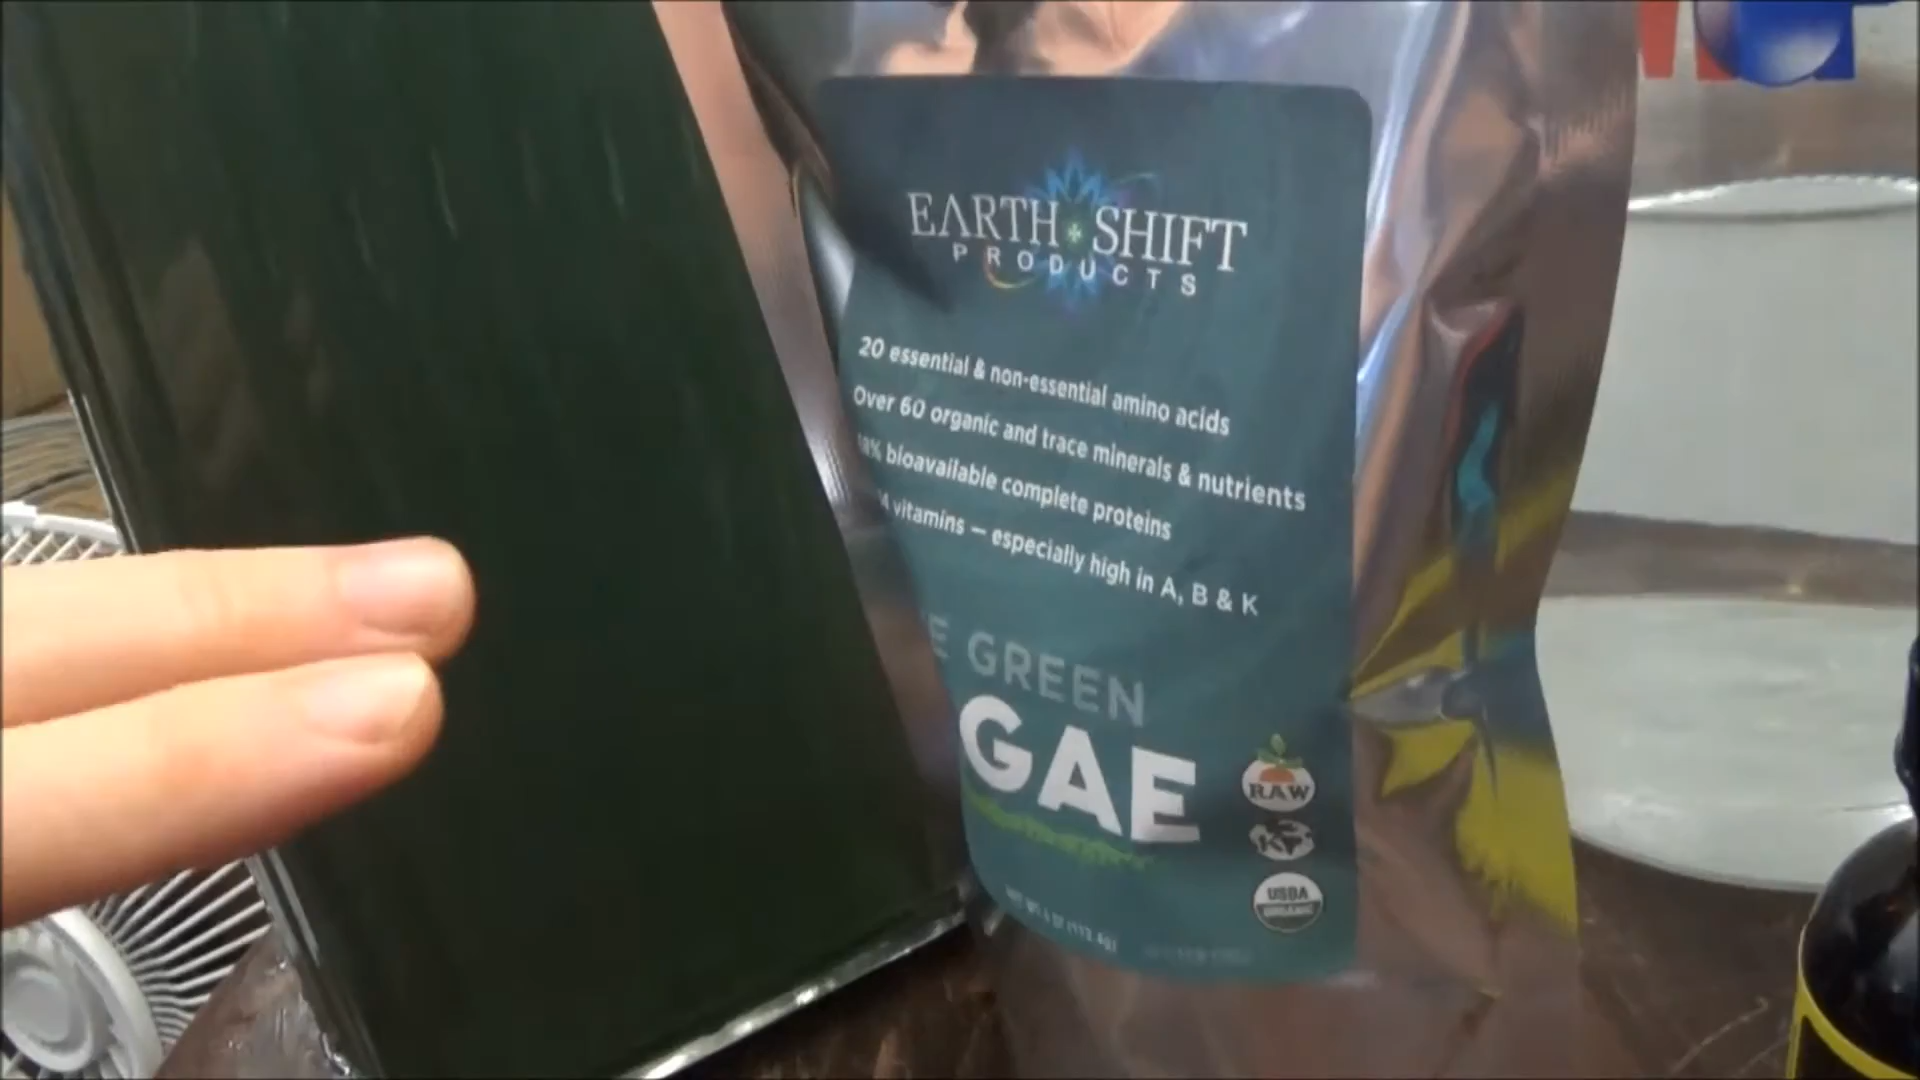 EARTH SHIFT
PRODUCTS
20 essential & non-essential amino acids
Over 60 organic and trace minerals & nutrients
bioavailable complete proteins
vitamins — especially high in A, B & K
E GREEN
GAE
RAW
K
USDA
ORGANIC